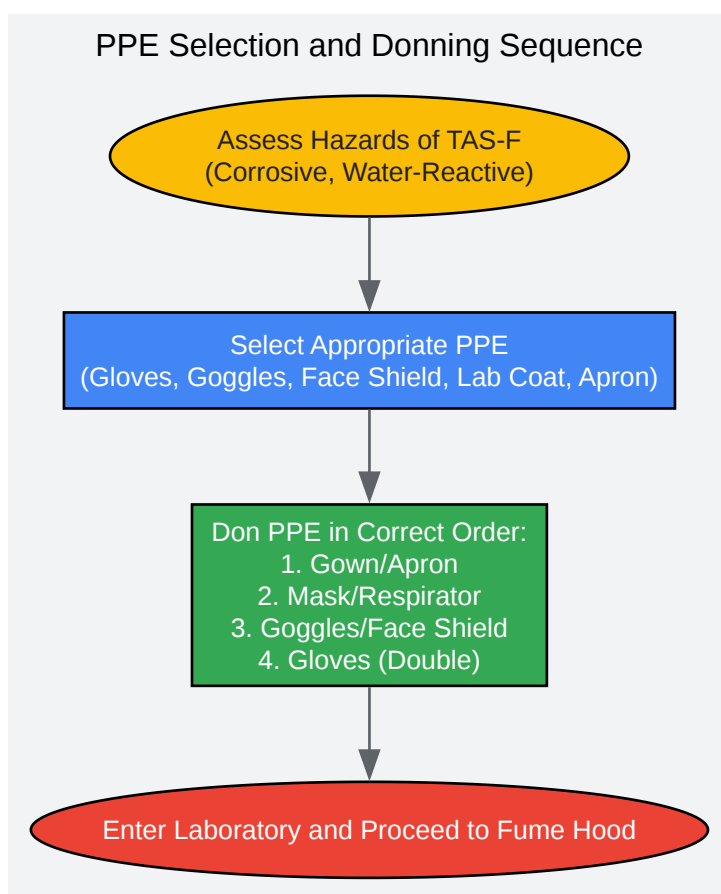 PPE Selection and Donning Sequence
Assess Hazards of TAS-F
(Corrosive, Water-Reactive)
Select Appropriate PPE
(Gloves, Goggles, Face Shield, Lab Coat, Apron)
Don PPE in Correct Order:
1. Gown/Apron
2. Mask/Respirator
3. Goggles/Face Shield
4. Gloves (Double)
Enter Laboratory and Proceed to Fume Hood